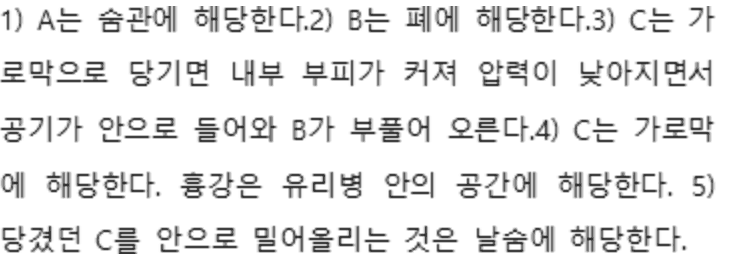 1) A는 숨관에 해당한다.2) B는 폐에 해당한다.3) C는 가
로막으로 당기면 내부 부피가 커져 압력이 낮아지면서
공기가 안으로 들어와 B가 부풀어 오른다.4) C는 가로막
에 해당한다. 흉강은 유리병 안의 공간에 해당한다. 5)
당겼던 C를 안으로 밀어올리는 것은 날숨에 해당한다.